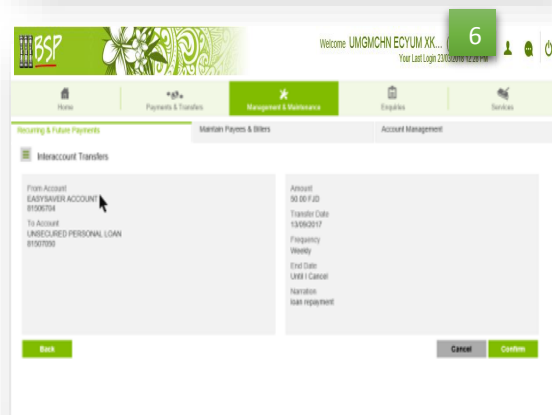 6
BSP
Welcome UMGMCHN ECYUM XK...
Your Last Login 23/03/2018 12:28 PM
Home
Payments & Transfers
Management & Maintenance
Enquiries
Services
Recurring & Future Payments
Maintain Payees & Billers
Account Management
Interaccount Transfers
From Account
EASYSAVER ACCOUNT
81506704
To Account
UNSECURED PERSONAL LOAN
81507050
Amount
50.00 FJD
Transfer Date
13/09/2017
Frequency
Weekly
End Date
Until I Cancel
Narration
loan repayment
Back
Cancel
Confirm